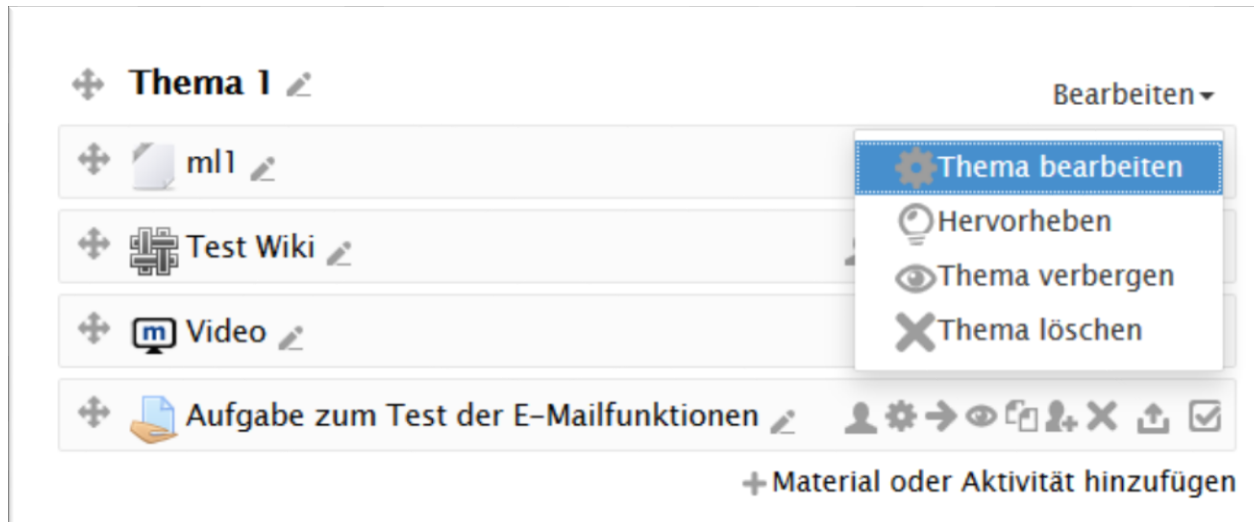 Thema 1
Bearbeiten
ml1
Thema bearbeiten
Hervorheben
Test Wiki
Thema verbergen
m Video
Thema löschen
Aufgabe zum Test der E-Mailfunktionen
Material oder Aktivität hinzufügen